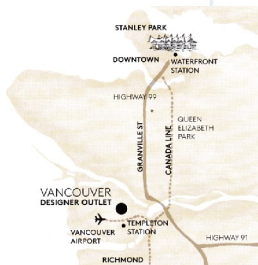 STANLEY PARK
DOWNTOWN
WATERFRONT
STATION
HIGHWAY 99
QUEEN
ELIZABETH
PARK
GRANVILLE ST
CANADA LINE
VANCOUVER
DESIGNER OUTLET
TEMPLETON
STATION
VANCOUVER
AIRPORT
HIGHWAY 91
RICHMOND